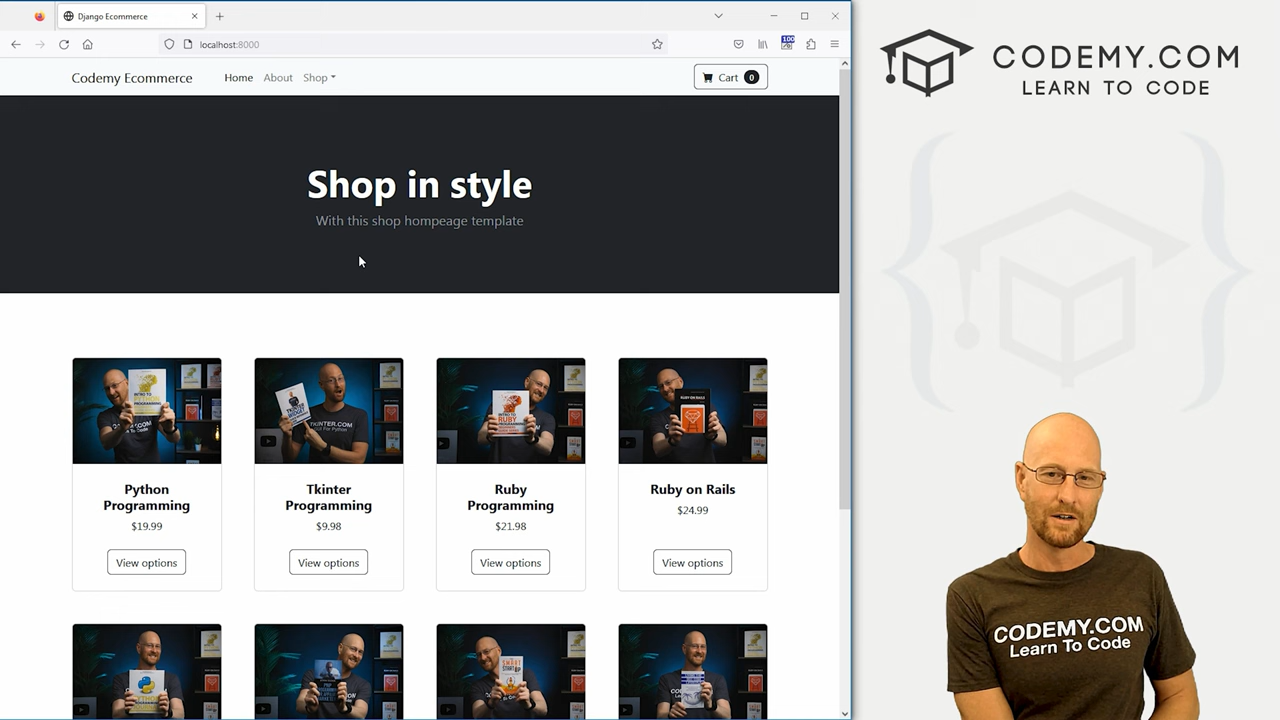 Django Ecommerce
localhost:8000
100
Codemy Ecommerce
Home
About
Shop
Cart 0
Shop in style
With this shop hompeage template
Python
Programming
$19.99
View options
Tkinter
Programming
$9.98
View options
Ruby
Programming
$21.98
View options
Ruby on Rails
$24.99
View options
CODEMY.COM
LEARN TO CODE
CODEMY.COM
Learn To Code